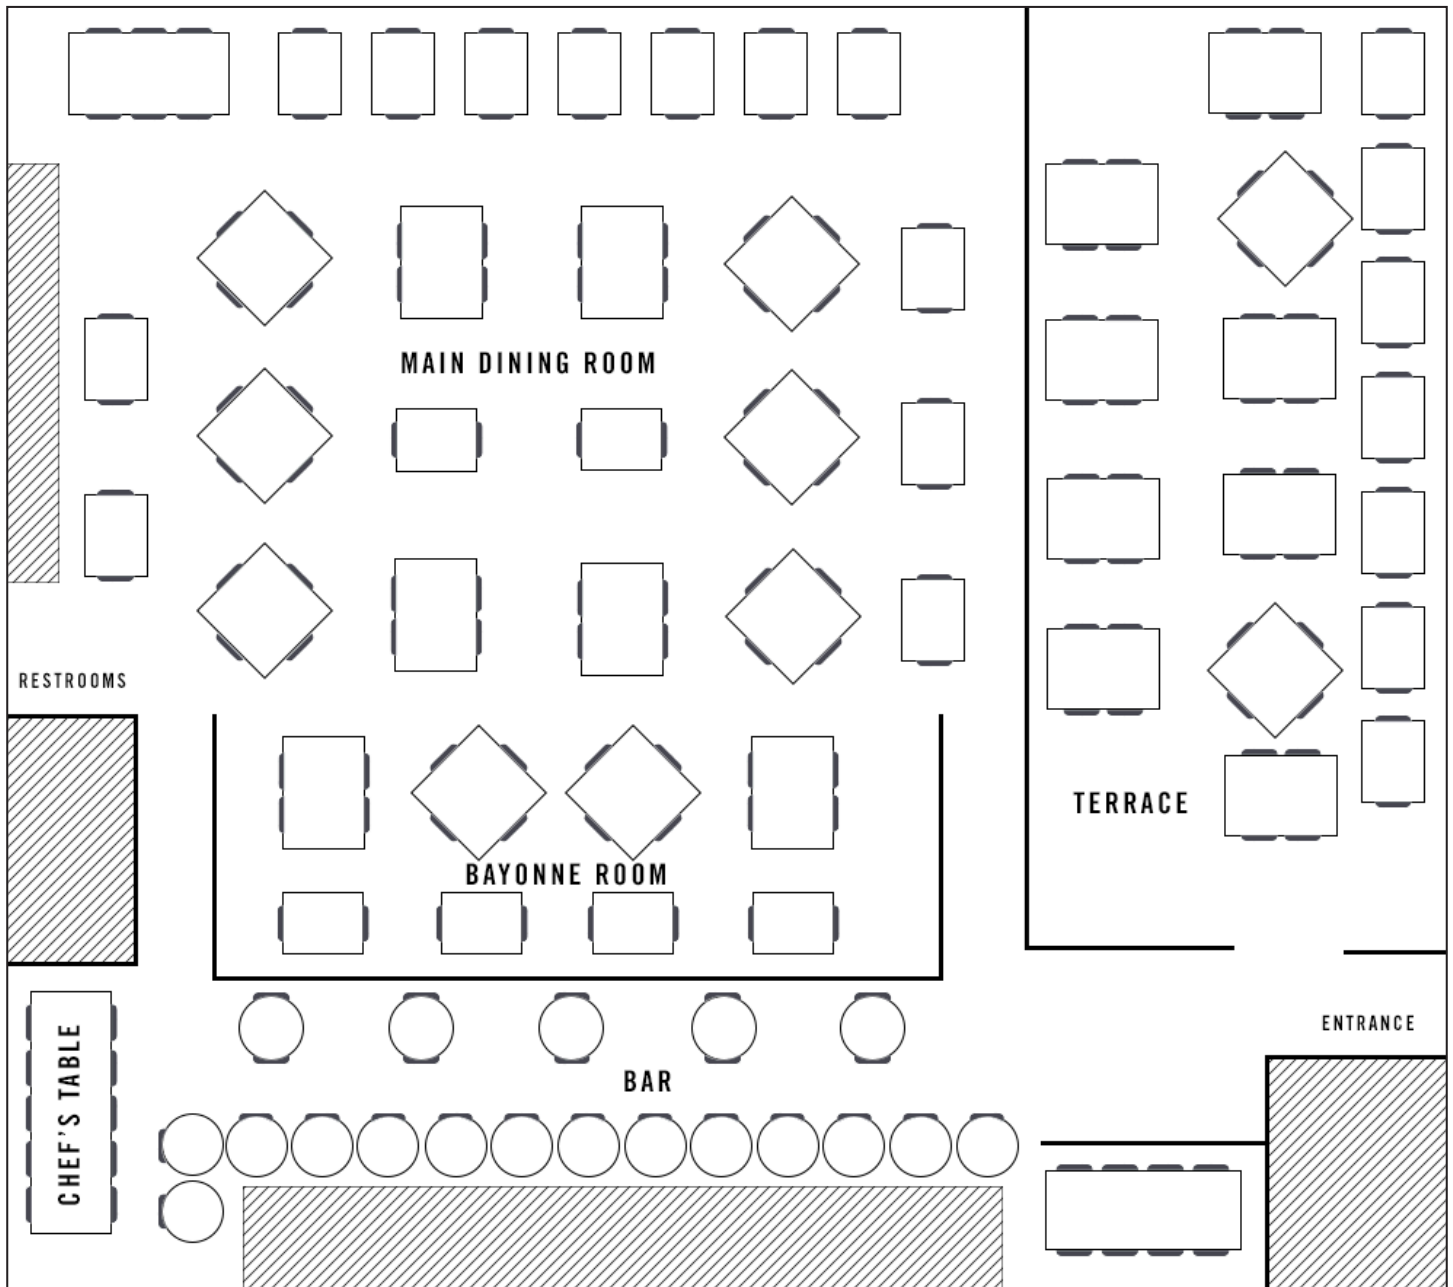 MAIN DINING ROOM
RESTROOMS
TERRACE
BAYONNE ROOM
ENTRANCE
CHEF'S TABLE
BAR